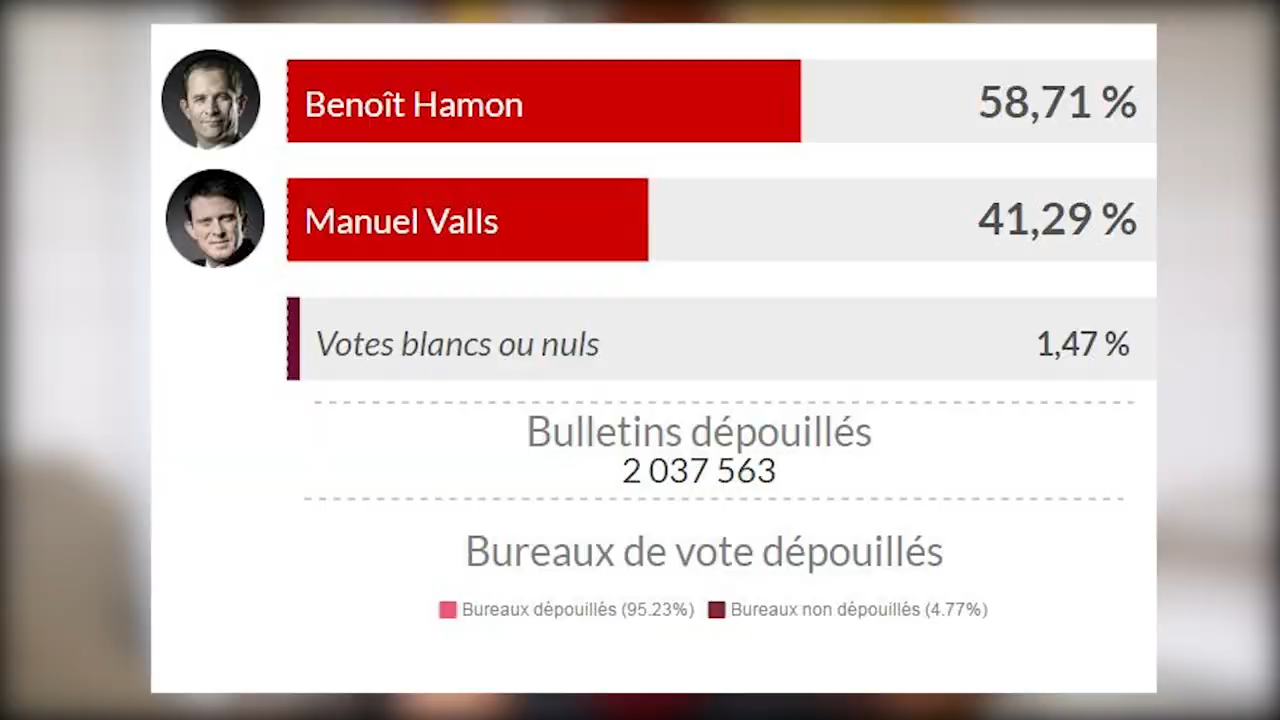 Benoît Hamon
58,71 %
Manuel Valls
41,29 %
Votes blancs ou nuls
1,47 %
Bulletins dépouillés
2 037 563
Bureaux de vote dépouillés
Bureaux dépouillés (95.23%) Bureaux non dépouillés (4.77%)